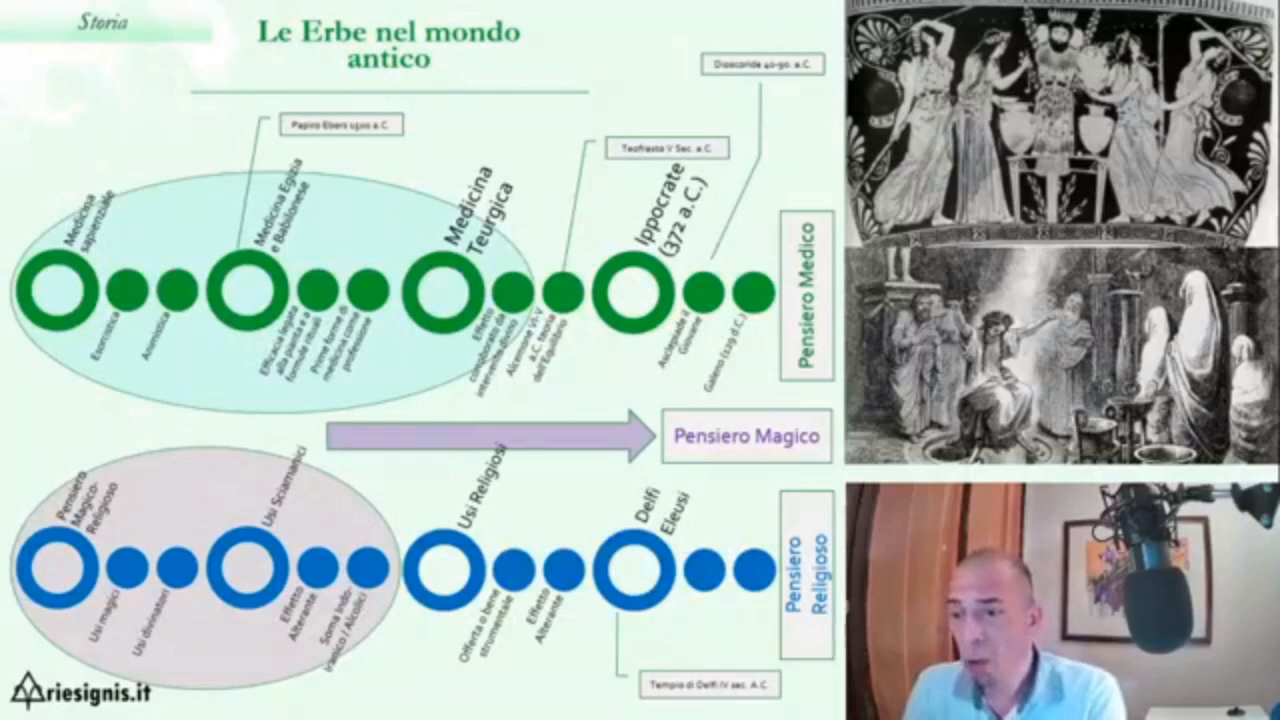 Storia
Le Erbe nel mondo
antico
Dioscoride 40-90. a.C.
Papiro Ebers 1500 a.C.
Teofrasto V Sec. a.C.
Medicina
sapienziale
Medicina Egizia
e Babilonese
Medicina
Teurgica
Ippocrate
(372 a.C.)
Esorcistica
Animistica
Efficacia legata
alla pianta e a
formule rituali
Prime forme di
medicina come
professione
Effetto
condizionato da
intervento divino
Alcmeone VI-V
a.C. teoria
dell'Equilibrio
Asclepiade il
Giovane
Galeno (129 d.C.)
Pensiero Medico
Pensiero Magico
Pensiero
Magico-
Religioso
Usi Sciamanici
Usi Religiosi
Delfi
Eleusi
Usi magici
Usi divinatori
Effetto
Alterante
Soma Indo-
iranico / Alcolici
Offerta o bene
strumentale
Effetto
Alterante
Pensiero
Religioso
Tempio di Delfi IV sec. A.C.
riesignis.it